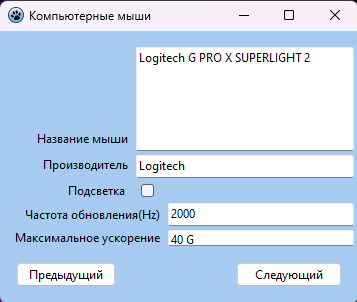 Компьютерные мыши
Logitech G PRO X SUPERLIGHT 2
Название мыши
Производитель Logitech
Подсветка
Частота обновления(Hz) 2000
Максимальное ускорение 40 G
Предыдущий Следующий